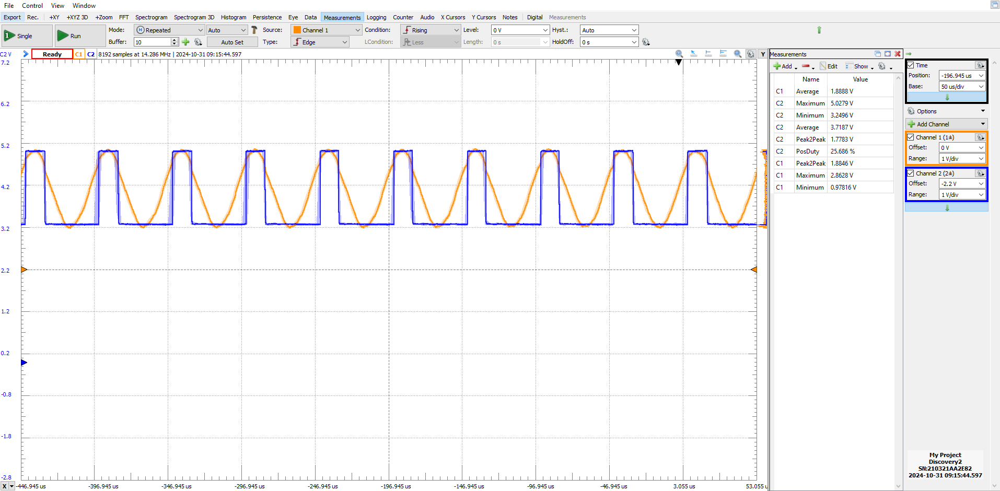 File Control View Window
Export Rec. +XY +XYZ 3D +Zoom FFT Spectrogram Spectrogram 3D Histogram Persistence Eye Data Measurements Logging Counter Audio X Cursors Y Cursors Notes Digital Measurements
1 Single Run Mode: Repeated Auto Source: Channel 1 Condition: Rising Level: 0 V Hyst.: Auto
Buffer: 10 Auto Set Type: Edge LCondition: Less Length: 0 s HoldOff: 0 s
C2 V Ready C1 C2 8192 samples at 14.286 MHz | 2024-10-31 09:15:44.597 Y
7.2
6.2
5.2
4.2
3.2
2.2
1.2
0.2
-0.8
-1.8
-2.8
X -446.945 us -396.945 us -346.945 us -296.945 us -246.945 us -196.945 us -146.945 us -96.945 us -46.945 us 3.055 us 53.055 u
Measurements
Add Edit Show
Name Value
C1 Average 1.8888 V
C2 Maximum 5.0279 V
C2 Minimum 3.2496 V
C2 Average 3.7187 V
C2 Peak2Peak 1.7783 V
C2 PosDuty 25.686 %
C1 Peak2Peak 1.8846 V
C1 Maximum 2.8628 V
C1 Minimum 0.97816 V
Time
Position: -196.945 us
Base: 50 us/div
Options
Add Channel
Channel 1 (1±)
Offset: 0 V
Range: 1 V/div
Channel 2 (2±)
Offset: -2.2 V
Range: 1 V/div
My Project
Discovery2
SN:210321AA2E82
2024-10-31 09:15:44.597